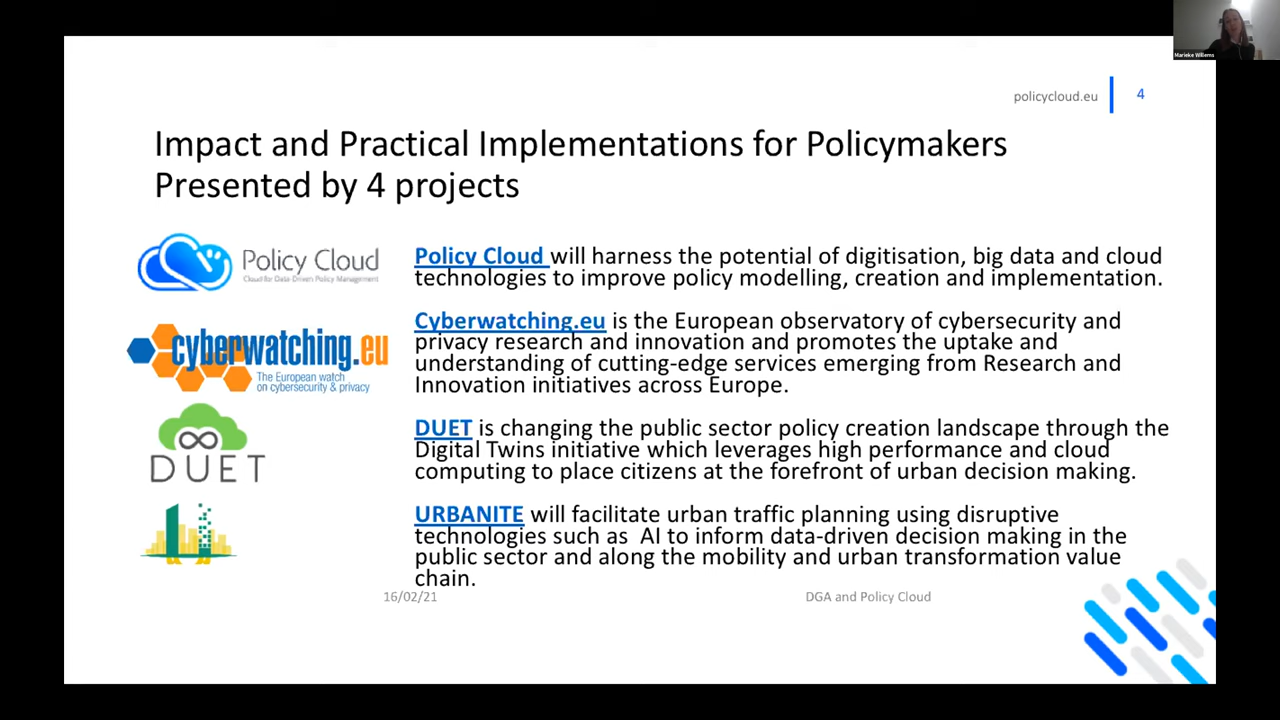 Marieke Willems
policycloud.eu
4
Impact and Practical Implementations for Policymakers
Presented by 4 projects
Policy Cloud
Cloud for Data-Driven Policy Management
Policy Cloud will harness the potential of digitisation, big data and cloud
technologies to improve policy modelling, creation and implementation.
cyberwatching.eu
The European watch
on cybersecurity & privacy
Cyberwatching.eu is the European observatory of cybersecurity and
privacy research and innovation and promotes the uptake and
understanding of cutting-edge services emerging from Research and
Innovation initiatives across Europe.
DUET
DUET is changing the public sector policy creation landscape through the
Digital Twins initiative which leverages high performance and cloud
computing to place citizens at the forefront of urban decision making.
URBANITE will facilitate urban traffic planning using disruptive
technologies such as  AI to inform data-driven decision making in the
public sector and along the mobility and urban transformation value
chain.
16/02/21
DGA and Policy Cloud